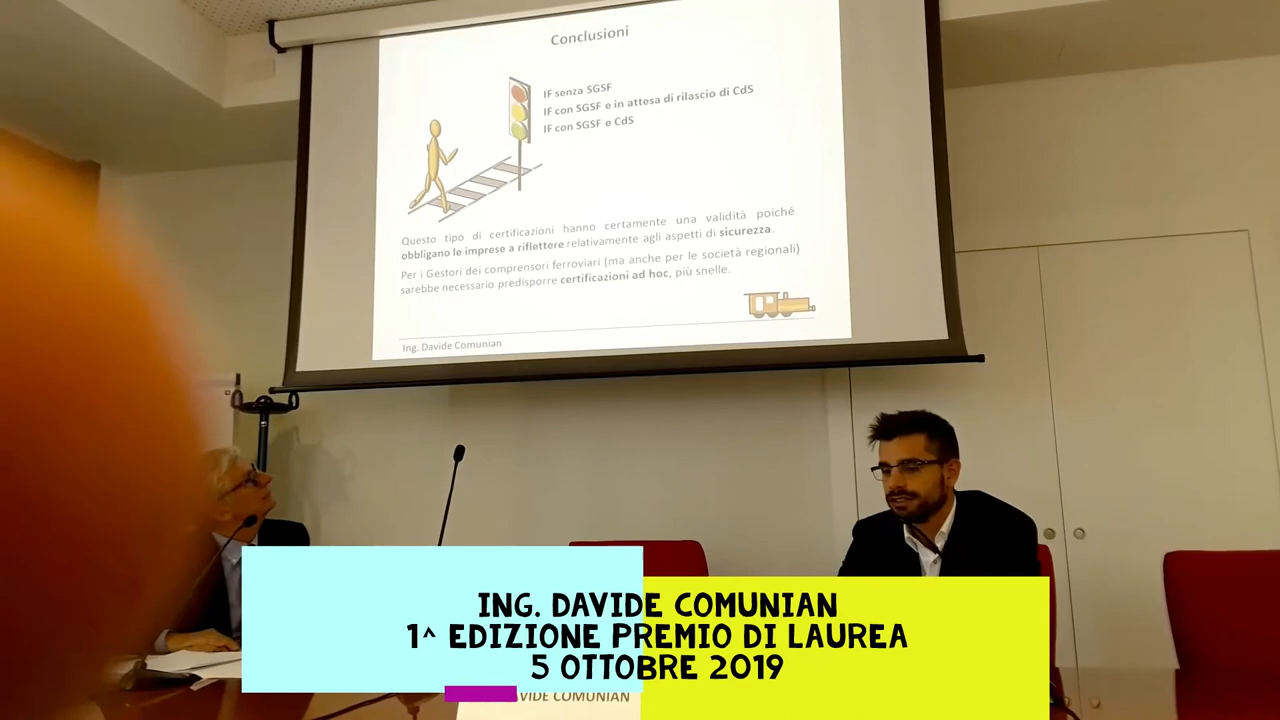 Conclusioni
IF senza SGSF
IF con SGSF e in attesa di rilascio di CdS
IF con SGSF e CdS
Questo tipo di certificazioni hanno certamente una validità poiché
obbligano le imprese a riflettere relativamente agli aspetti di sicurezza.
Per i Gestori dei comprensori ferroviari (ma anche per le società regionali)
sarebbe necessario predisporre certificazioni ad hoc, più snelle.
Ing. Davide Comunian
ING. DAVIDE COMUNIAN
1^ EDIZIONE PREMIO DI LAUREA
5 OTTOBRE 2019
VIDE COMUNIAN